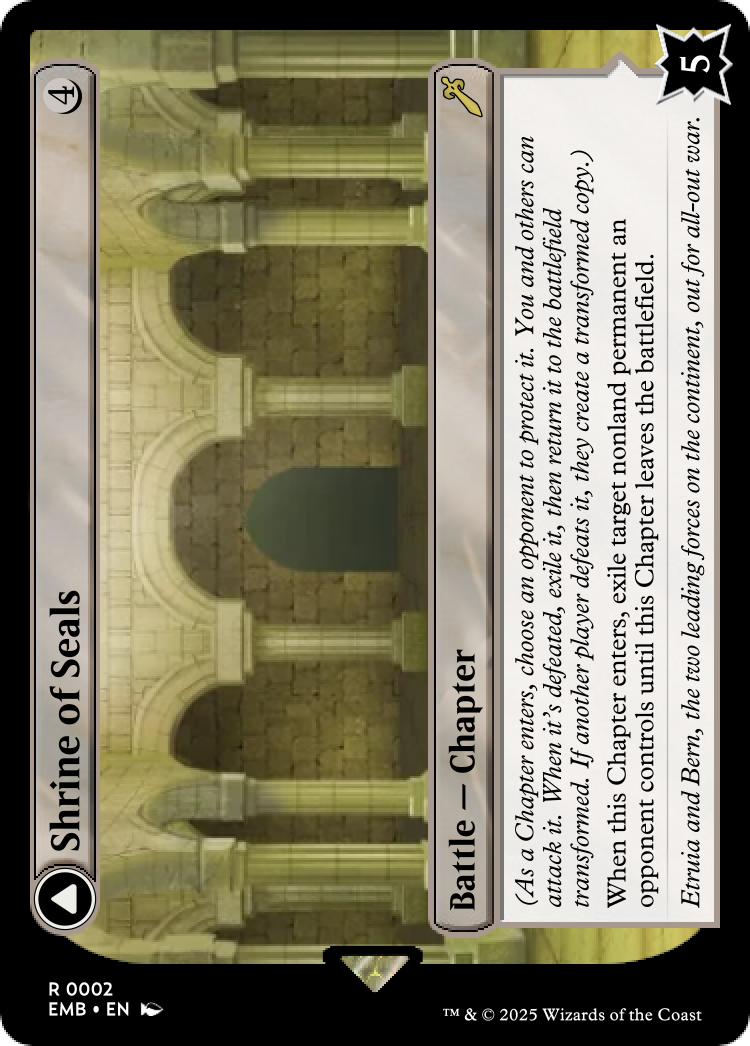 Shrine of Seals
4
Battle — Chapter
(As a Chapter enters, choose an opponent to protect it. You and others can
attack it. When it's defeated, exile it, then return it to the battlefield
transformed. If another player defeats it, they create a transformed copy.)
When this Chapter enters, exile target nonland permanent an
opponent controls until this Chapter leaves the battlefield.
Etruia and Bern, the two leading forces on the continent, out for all-out war.
5
R 0002
EMB • EN
™ & © 2025 Wizards of the Coast